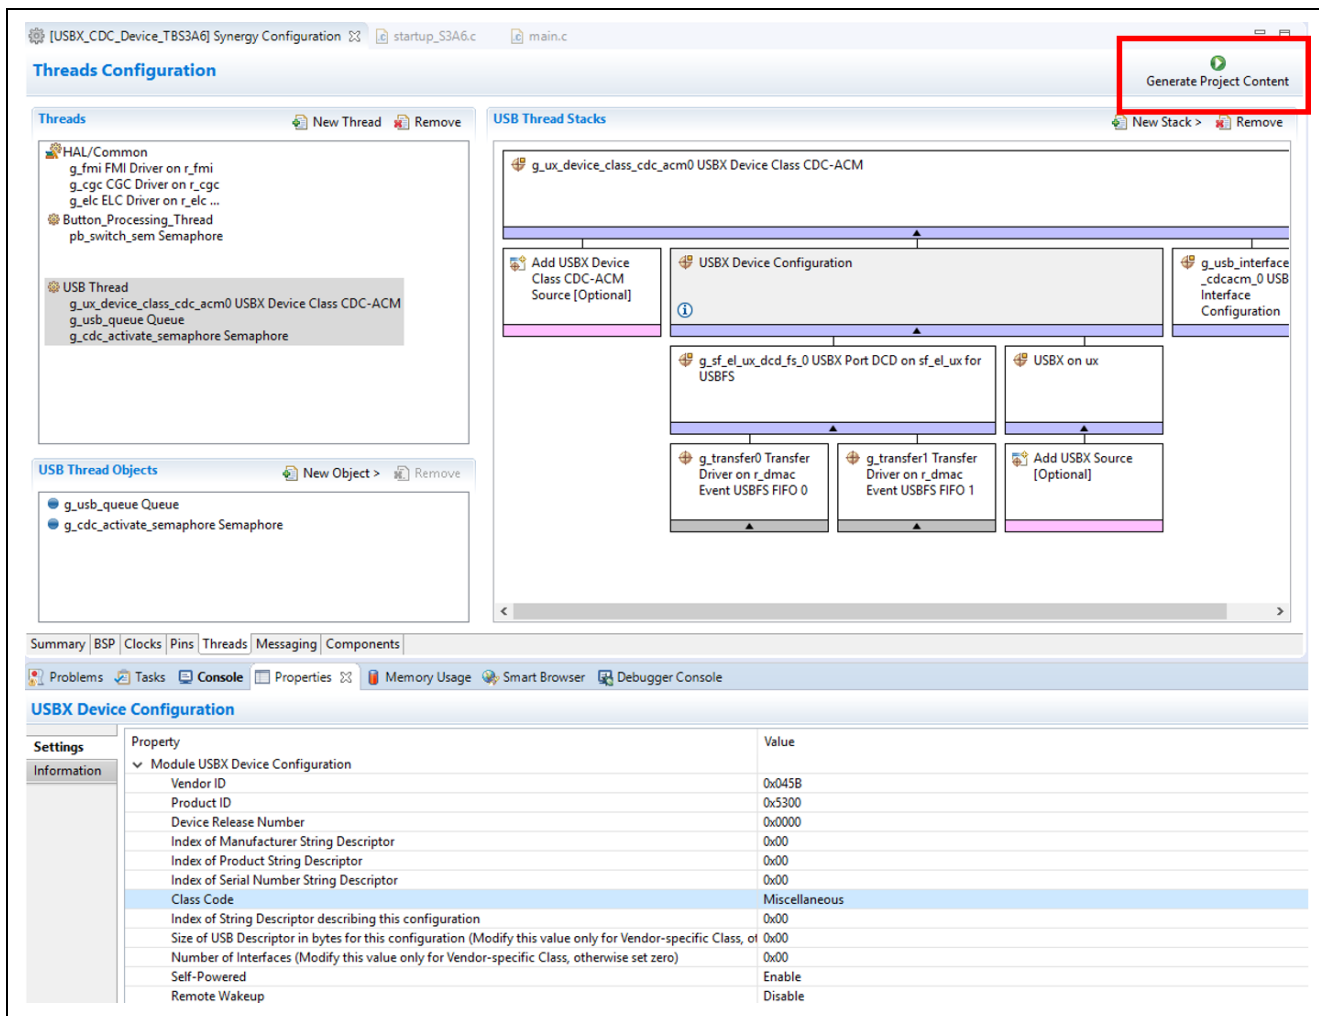 [USBX_CDC_Device_TBS3A6] Synergy Configuration
startup_S3A6.c
main.c
Threads Configuration
Generate Project Content
Threads
New Thread
Remove
HAL/Common
g_fmi FMI Driver on r_fmi
g_cgc CGC Driver on r_cgc
g_elc ELC Driver on r_elc ...
Button_Processing_Thread
pb_switch_sem Semaphore
USB Thread
g_ux_device_class_cdc_acm0 USBX Device Class CDC-ACM
g_usb_queue Queue
g_cdc_activate_semaphore Semaphore
USB Thread Objects
New Object >
Remove
g_usb_queue Queue
g_cdc_activate_semaphore Semaphore
USB Thread Stacks
New Stack >
Remove
g_ux_device_class_cdc_acm0 USBX Device Class CDC-ACM
Add USBX Device
Class CDC-ACM
Source [Optional]
USBX Device Configuration
g_usb_interface
_cdcacm_0 USB
Interface
Configuration
g_sf_el_ux_dcd_fs_0 USBX Port DCD on sf_el_ux for
USBFS
USBX on ux
g_transfer0 Transfer
Driver on r_dmac
Event USBFS FIFO 0
g_transfer1 Transfer
Driver on r_dmac
Event USBFS FIFO 1
Add USBX Source
[Optional]
Summary BSP Clocks Pins Threads Messaging Components
Problems Tasks Console Properties Memory Usage Smart Browser Debugger Console
USBX Device Configuration
Settings
Information
Property Value
Module USBX Device Configuration
Vendor ID 0x045B
Product ID 0x5300
Device Release Number 0x0000
Index of Manufacturer String Descriptor 0x00
Index of Product String Descriptor 0x00
Index of Serial Number String Descriptor 0x00
Class Code Miscellaneous
Index of String Descriptor describing this configuration 0x00
Size of USB Descriptor in bytes for this configuration (Modify this value only for Vendor-specific Class, ot 0x00
Number of Interfaces (Modify this value only for Vendor-specific Class, otherwise set zero) 0x00
Self-Powered Enable
Remote Wakeup Disable